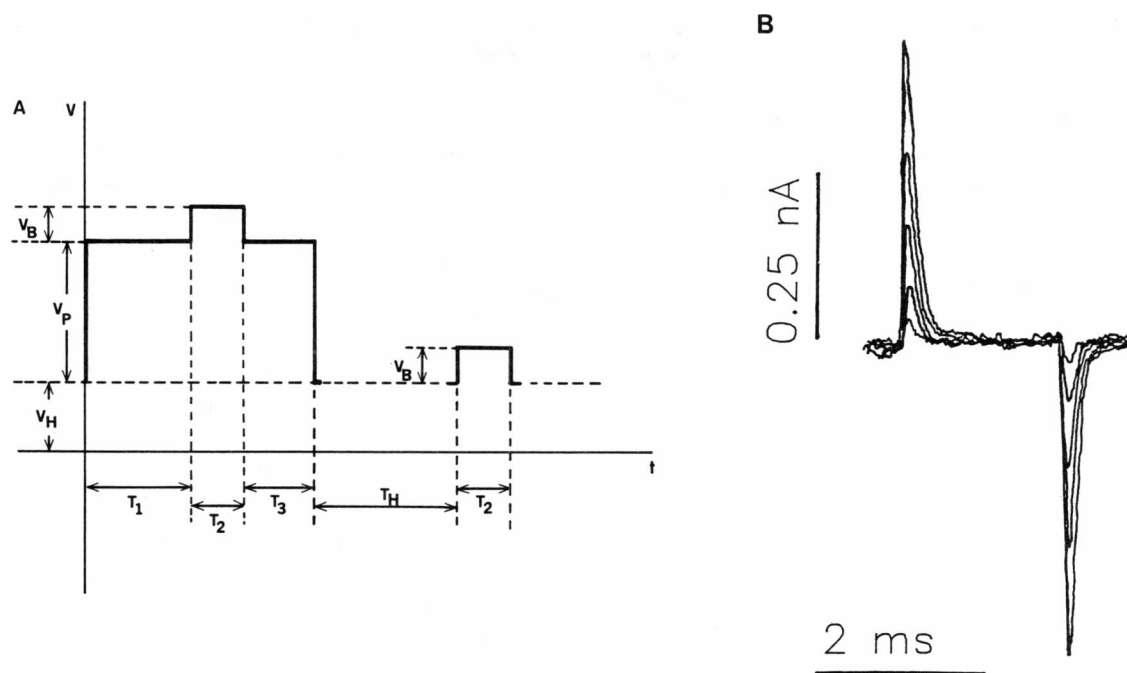 A
V
V_B
V_P
V_H
V_B
t
T_1
T_2
T_3
T_H
T_2
B
0.25 nA
2 ms